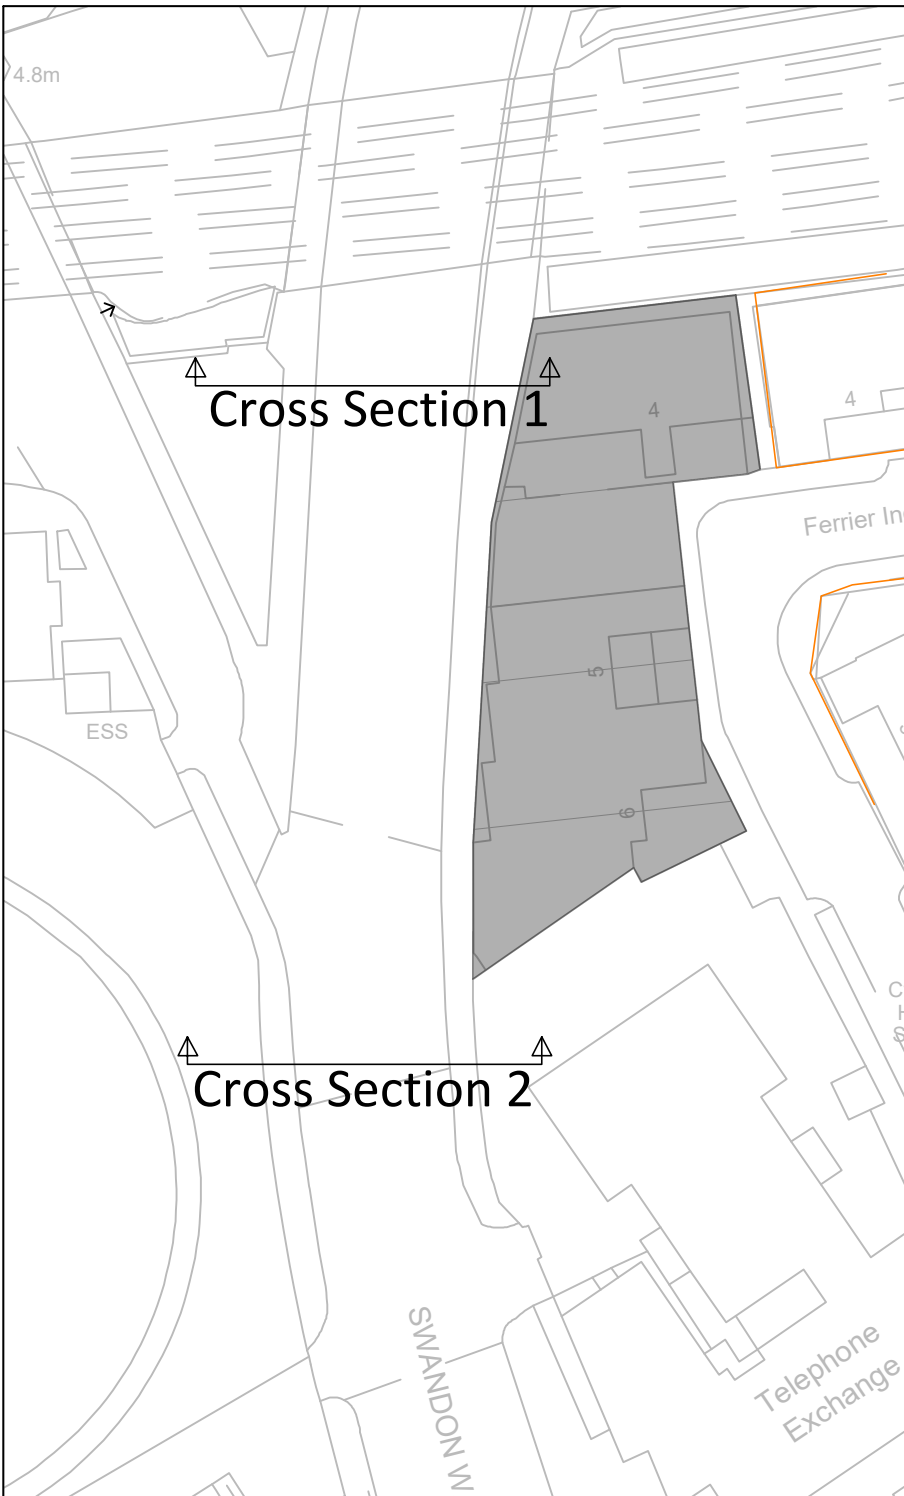 4.8m
Cross Section 1
4
4
Ferrier In
5
ESS
6
C
H
S
Cross Section 2
SWANDON W
Telephone
Exchange